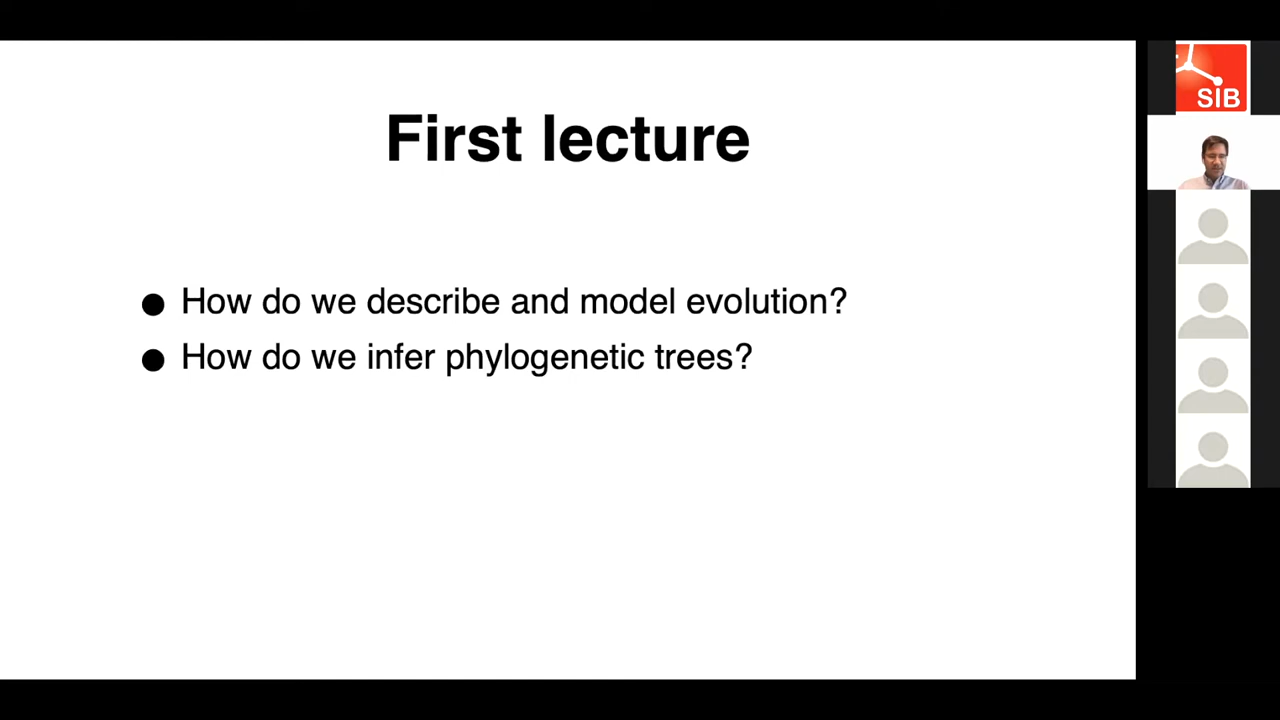 First lecture
● How do we describe and model evolution?
● How do we infer phylogenetic trees?
SIB